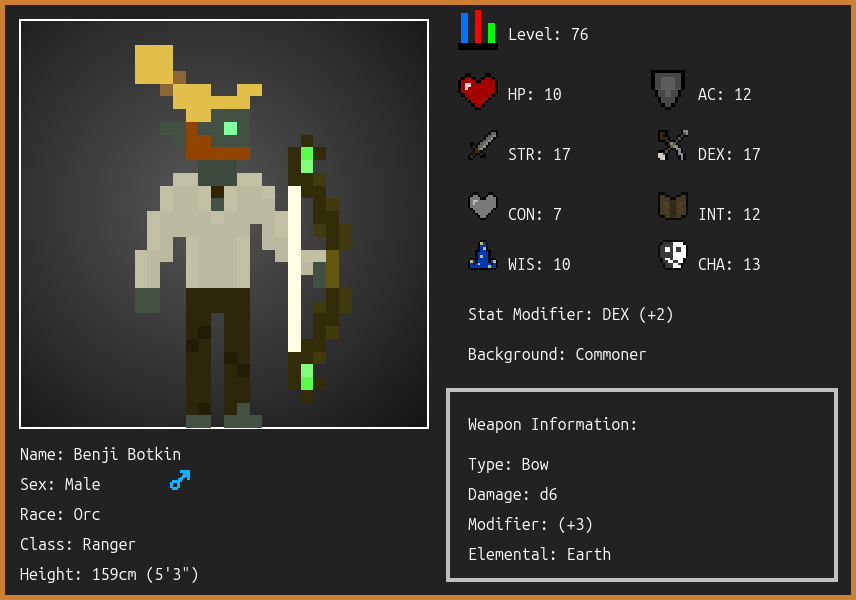 Level: 76
HP: 10
AC: 12
STR: 17
DEX: 17
CON: 7
INT: 12
WIS: 10
CHA: 13
Stat Modifier: DEX (+2)
Background: Commoner
Weapon Information:
Type: Bow
Damage: d6
Modifier: (+3)
Elemental: Earth
Name: Benji Botkin
Sex: Male
Race: Orc
Class: Ranger
Height: 159cm (5'3")